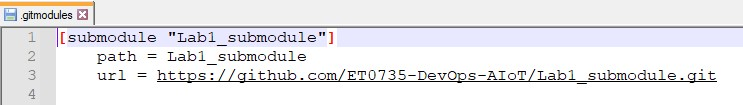 .gitmodules
1 [submodule "Lab1_submodule"]
2 path = Lab1_submodule
3 url = https://github.com/ET0735-DevOps-AIoT/Lab1_submodule.git
4